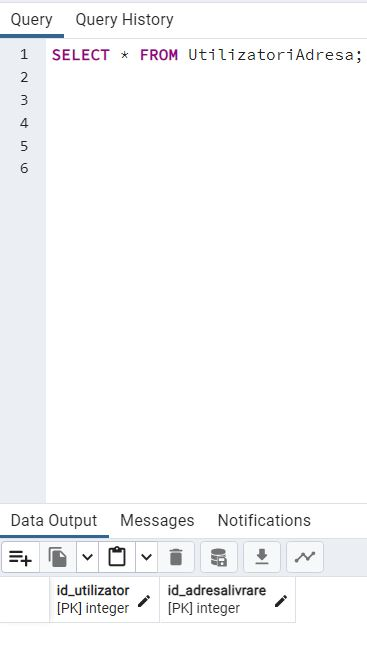 Query Query History
1 SELECT * FROM UtilizatoriAdresa;
2
3
4
5
6
Data Output Messages Notifications
id_utilizator id_adresalivrare
[PK] integer [PK] integer